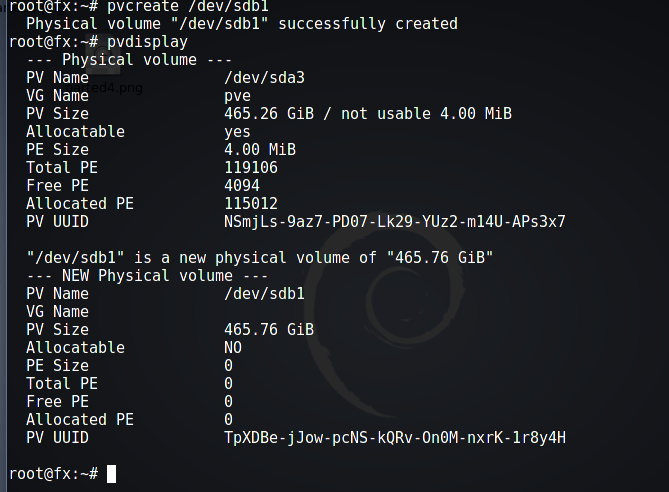 root@fx:~# pvcreate /dev/sdb1
Physical volume "/dev/sdb1" successfully created
root@fx:~# pvdisplay
--- Physical volume ---
PV Name /dev/sda3
VG Name pve
PV Size 465.26 GiB / not usable 4.00 MiB
Allocatable yes
PE Size 4.00 MiB
Total PE 119106
Free PE 4094
Allocated PE 115012
PV UUID NSmjLs-9az7-PD07-Lk29-YUz2-m14U-APs3x7
"/dev/sdb1" is a new physical volume of "465.76 GiB"
--- NEW Physical volume ---
PV Name /dev/sdb1
VG Name
PV Size 465.76 GiB
Allocatable NO
PE Size 0
Total PE 0
Free PE 0
Allocated PE 0
PV UUID TpXDBe-jJow-pcNS-kQRv-On0M-nxrK-1r8y4H
root@fx:~#